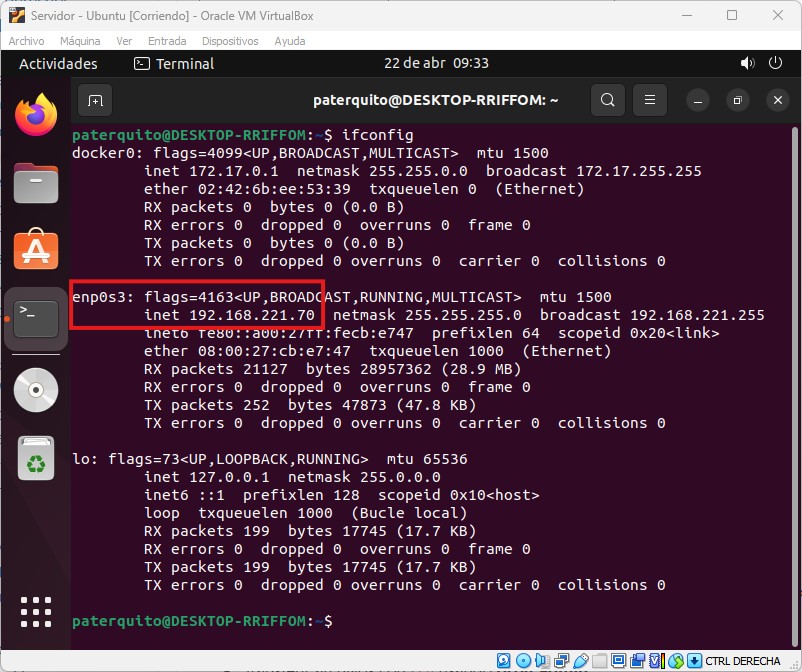 Servidor - Ubuntu [Corriendo] - Oracle VM VirtualBox
Archivo Máquina Ver Entrada Dispositivos Ayuda
Actividades Terminal 22 de abr 09:33
paterquito@DESKTOP-RRIFFOM: ~
paterquito@DESKTOP-RRIFFOM:~$ ifconfig
docker0: flags=4099<UP,BROADCAST,MULTICAST> mtu 1500
inet 172.17.0.1 netmask 255.255.0.0 broadcast 172.17.255.255
ether 02:42:6b:ee:53:39 txqueuelen 0 (Ethernet)
RX packets 0 bytes 0 (0.0 B)
RX errors 0 dropped 0 overruns 0 frame 0
TX packets 0 bytes 0 (0.0 B)
TX errors 0 dropped 0 overruns 0 carrier 0 collisions 0
enp0s3: flags=4163<UP,BROADCAST,RUNNING,MULTICAST> mtu 1500
inet 192.168.221.70 netmask 255.255.255.0 broadcast 192.168.221.255
inet6 fe80::a00:27ff:fecb:e747 prefixlen 64 scopeid 0x20<link>
ether 08:00:27:cb:e7:47 txqueuelen 1000 (Ethernet)
RX packets 21127 bytes 28957362 (28.9 MB)
RX errors 0 dropped 0 overruns 0 frame 0
TX packets 252 bytes 47873 (47.8 KB)
TX errors 0 dropped 0 overruns 0 carrier 0 collisions 0
lo: flags=73<UP,LOOPBACK,RUNNING> mtu 65536
inet 127.0.0.1 netmask 255.0.0.0
inet6 ::1 prefixlen 128 scopeid 0x10<host>
loop txqueuelen 1000 (Bucle local)
RX packets 199 bytes 17745 (17.7 KB)
RX errors 0 dropped 0 overruns 0 frame 0
TX packets 199 bytes 17745 (17.7 KB)
TX errors 0 dropped 0 overruns 0 carrier 0 collisions 0
paterquito@DESKTOP-RRIFFOM:~$
CTRL DERECHA